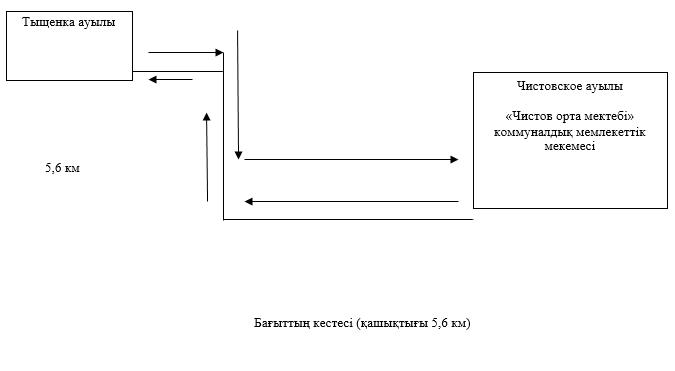 Тыщенка ауылы
Чистовское ауылы
«Чистов орта мектебі»
коммуналдық мемлекеттік
мекемесі
5,6 км
Бағыттың кестесі (қашықтығы 5,6 км)